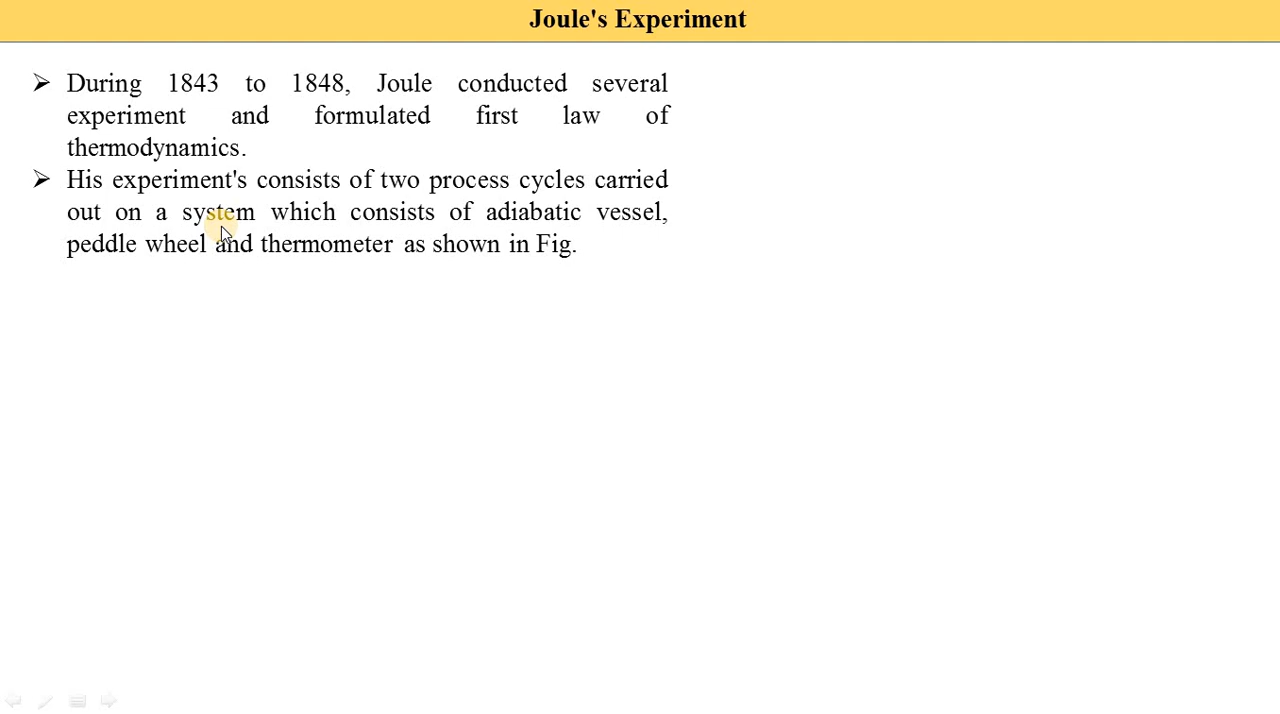 Joule's Experiment
During 1843 to 1848, Joule conducted several
experiment and formulated first law of
thermodynamics.
His experiment's consists of two process cycles carried
out on a system which consists of adiabatic vessel,
peddle wheel and thermometer as shown in Fig.